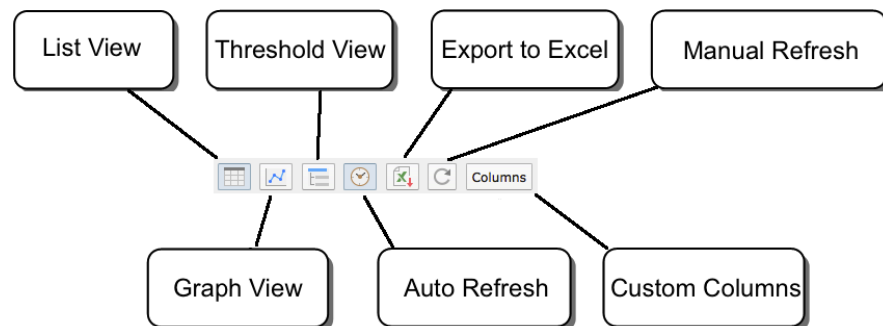 List View
Threshold View
Export to Excel
Manual Refresh
Columns
Graph View
Auto Refresh
Custom Columns